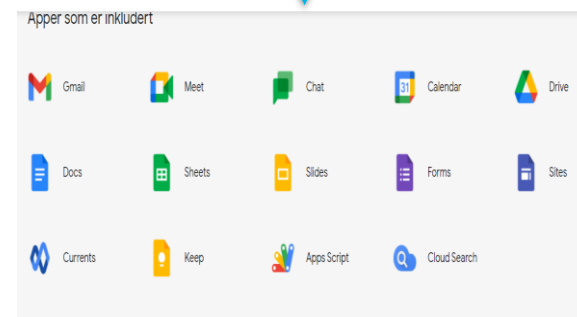 Apper som er inkludert
Gmail Meet Chat 31 Calendar Drive
Docs Sheets Slides Forms Sites
Currents Keep Apps Script Cloud Search